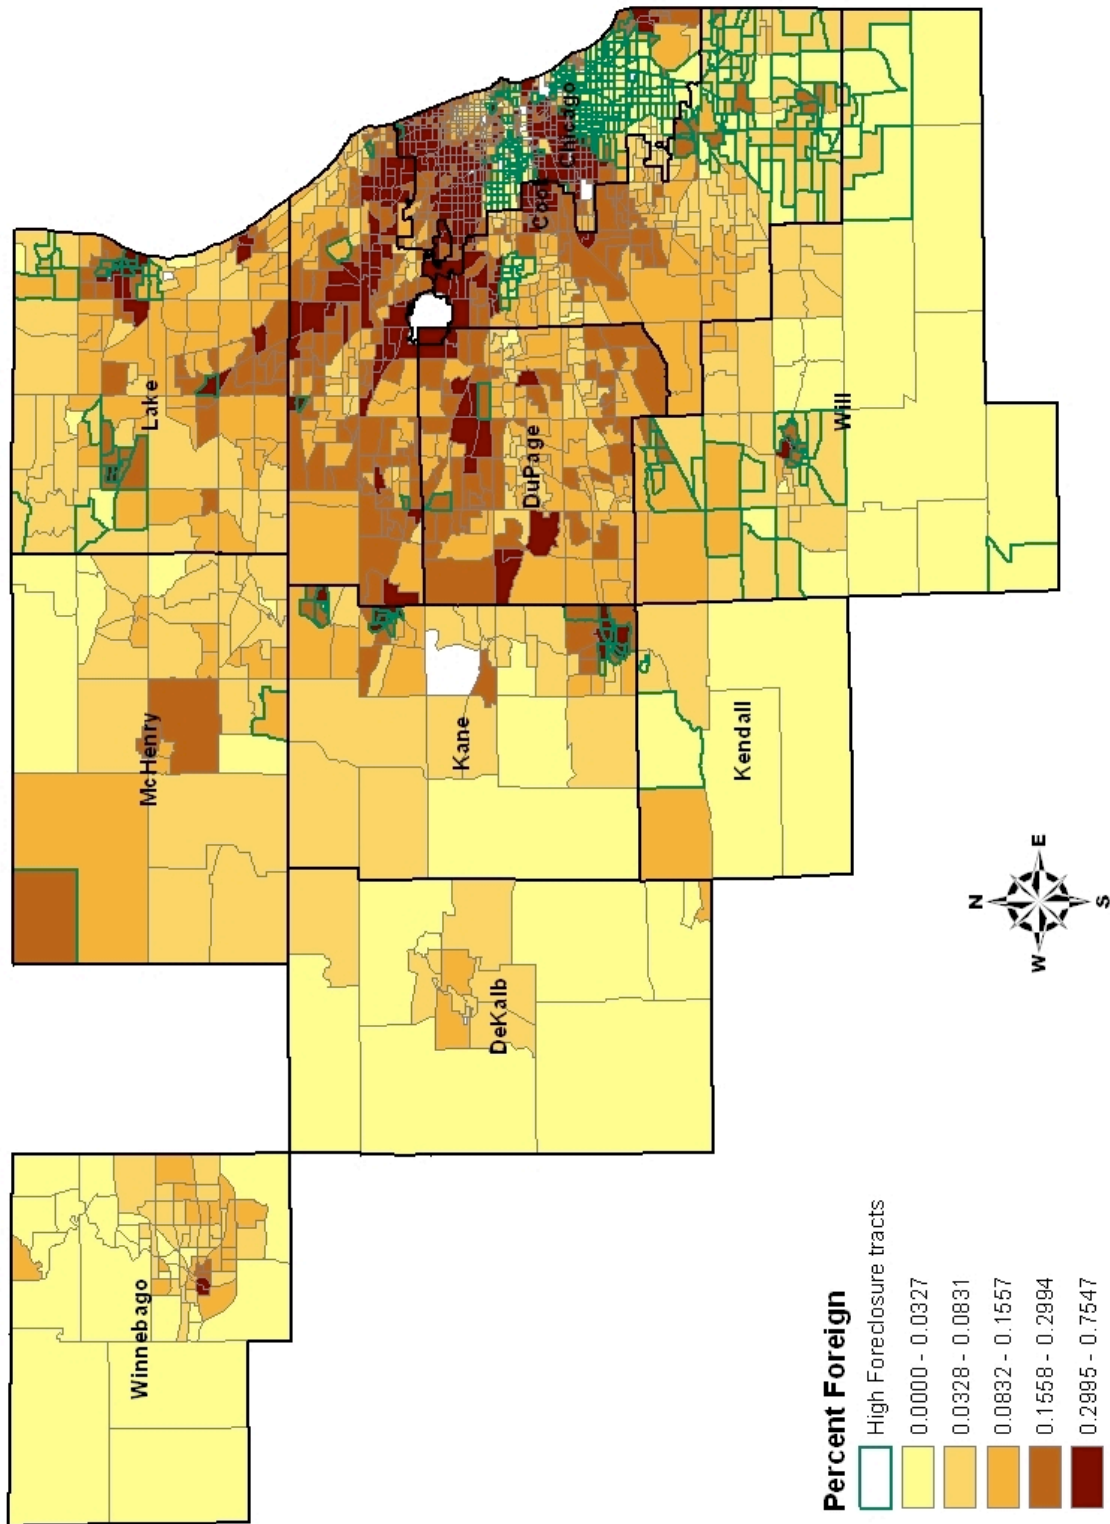 Winnebago
McHenry
Lake
DeKalb
Kane
DuPage
Cook
Chicago
Kendall
Will
N
W
E
S
Percent Foreign
High Foreclosure tracts
0.0000 - 0.0327
0.0328 - 0.0831
0.0832 - 0.1557
0.1558 - 0.2994
0.2995 - 0.7547